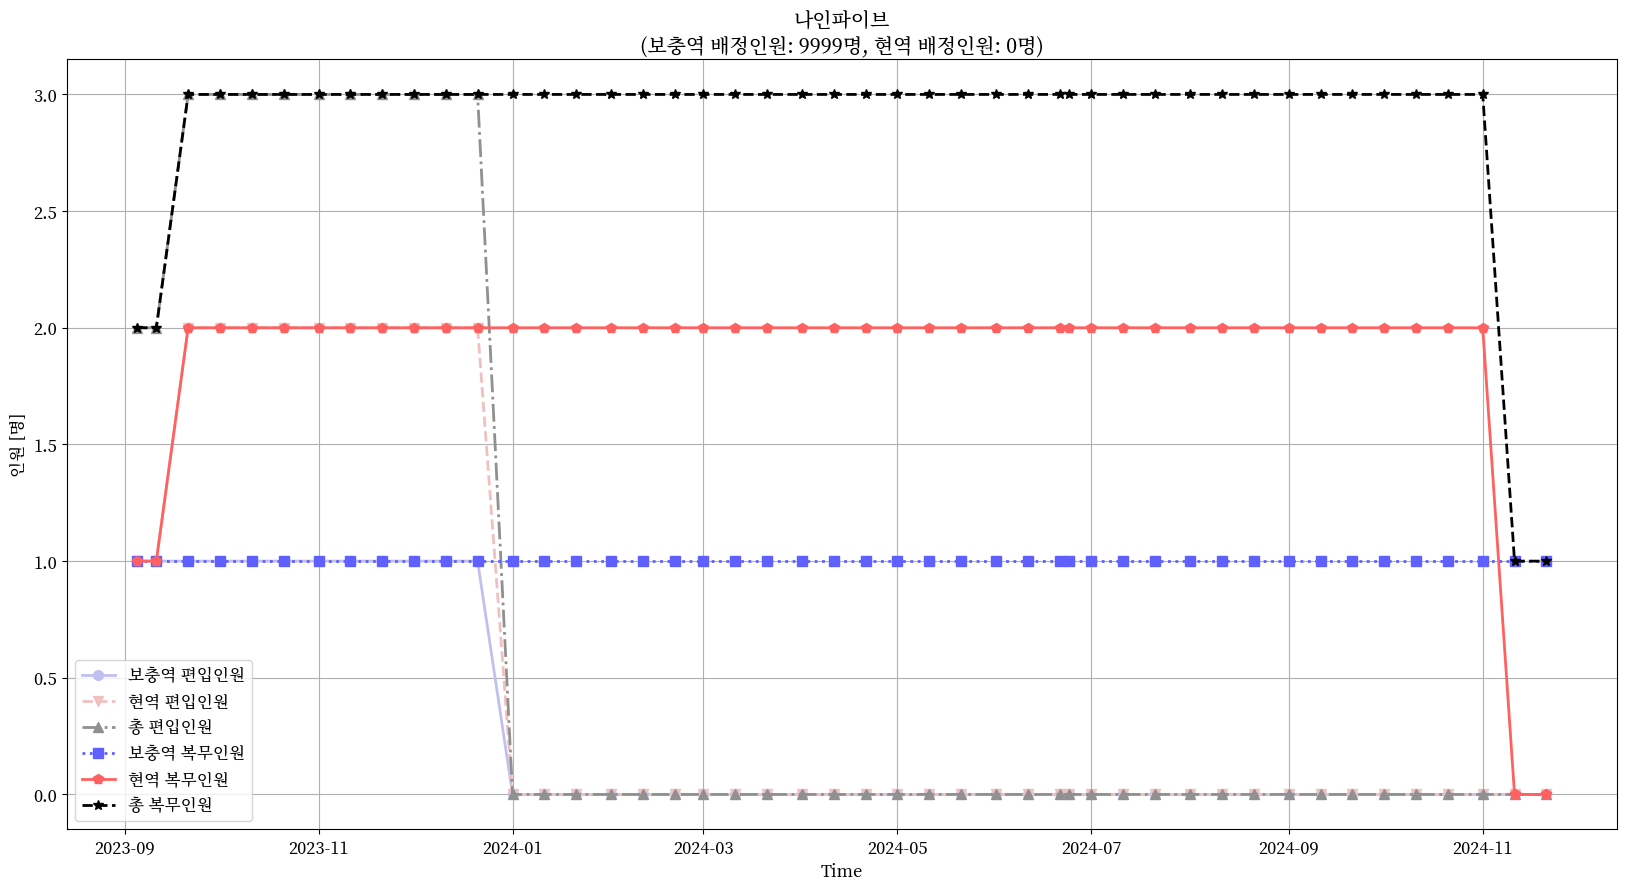 나인파이브
(보충역 배정인원: 9999명, 현역 배정인원: 0명)
3.0
2.5
2.0
1.5
1.0
0.5
0.0
인원 [명]
보충역 편입인원
현역 편입인원
총 편입인원
보충역 복무인원
현역 복무인원
총 복무인원
2023-09 2023-11 2024-01 2024-03 2024-05 2024-07 2024-09 2024-11
Time